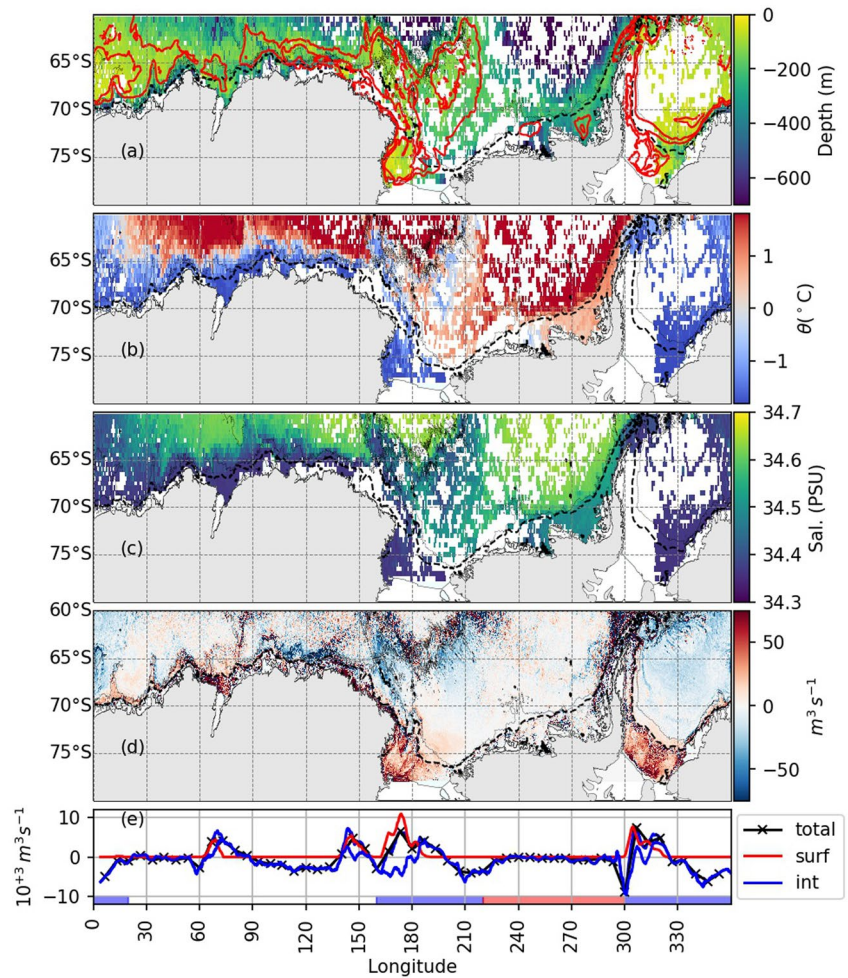 65°S
70°S
75°S
(a)
0
−200
−400
−600
Depth (m)
65°S
70°S
75°S
(b)
1
0
−1
θ(°C)
65°S
70°S
75°S
(c)
34.7
34.6
34.5
34.4
34.3
Sal. (PSU)
60°S
65°S
70°S
75°S
(d)
50
0
−50
m³ s⁻¹
(e)
10⁺³ m³s⁻¹
10
0
−10
total
surf
int
0 30 60 90 120 150 180 210 240 270 300 330
Longitude